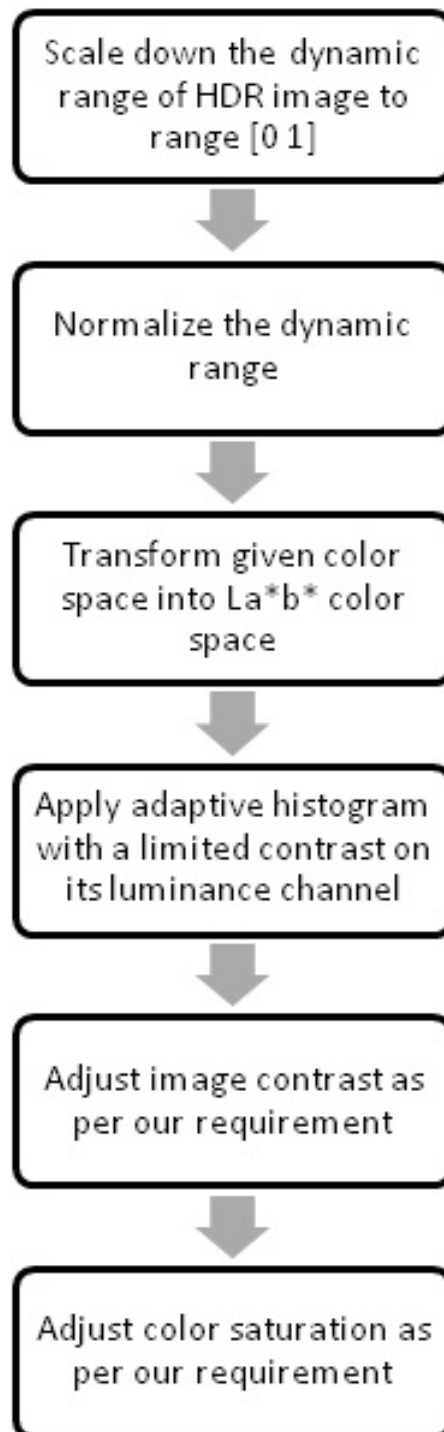 Scale down the dynamic
range of HDR image to
range [0 1]
Normalize the dynamic
range
Transform given color
space into La*b* color
space
Apply adaptive histogram
with a limited contrast on
its luminance channel
Adjust image contrast as
per our requirement
Adjust color saturation as
per our requirement